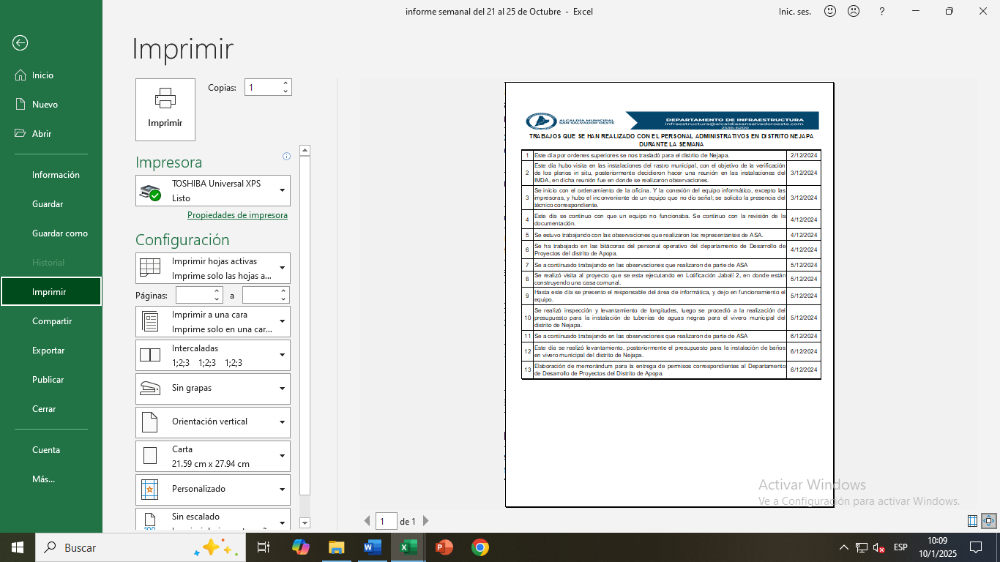 informe semanal del 21 al 25 de Octubre - Excel
Inic. ses.
?
Imprimir
Inicio
Nuevo
Abrir
Información
Guardar
Guardar como
Historial
Imprimir
Compartir
Exportar
Publicar
Cerrar
Cuenta
Más...
Imprimir
Copias: 1
Impresora
TOSHIBA Universal XPS
Listo
Propiedades de impresora
Configuración
Imprimir hojas activas
Imprime solo las hojas a...
Páginas: a
Imprimir a una cara
Imprime solo en una car...
Intercaladas
1;2;3 1;2;3 1;2;3
Sin grapas
Orientación vertical
Carta
21.59 cm x 27.94 cm
Personalizado
Sin escalado
ALCALDÍA MUNICIPAL
SAN SALVADOR OESTE
DEPARTAMENTO DE INFRAESTRUCTURA
infraestructura@alcaldiasansalvadoroeste.com
2536-6200
TRABAJOS QUE SE HAN REALIZADO CON EL PERSONAL ADMINISTRATIVOS EN DISTRITO NEJAPA
DURANTE LA SEMANA
1 Este día por ordenes superiores se nos trasladó para el distrito de Nejapa. 2/12/2024
2 Este día hubo visita en las instalaciones del rastro municipal, con el objetivo de la verificación
de los planos in situ, posteriormente decidieron hacer una reunión en las instalaciones del
IMDA, en dicha reunión fue en donde se realizaron observaciones. 3/12/2024
3 Se inicio con el ordenamiento de la oficina. Y la conexión del equipo informático, excepto las
impresoras, y hubo el inconveniente de un equipo que no dio señal; se solicito la presencia del
técnico correspondiente. 3/12/2024
4 Este día se continuo con que un equipo no funcionaba. Se continuo con la revisión de la
documentación. 4/12/2024
5 Se estuvo trabajando con las observaciones que realizaron los representantes de ASA. 4/12/2024
6 Se ha trabajado en las bitácoras del personal operativo del departamento de Desarrollo de
Proyectos del distrito de Apopa. 4/12/2024
7 Se a continuado trabajando en las observaciones que realizaron de parte de ASA 5/12/2024
8 Se realizó visita al proyecto que se esta ejecutando en Lotificación Jabalí 2, en donde están
construyendo una casa comunal. 5/12/2024
9 Hasta este día se presento el responsable del área de informática, y dejo en funcionamiento el
equipo. 5/12/2024
10 Se realizó inspección y levantamiento de longitudes, luego se procedió a la realización del
presupuesto para la instalación de tuberías de aguas negras para el vivero municipal del
distrito de Nejapa. 5/12/2024
11 Se a continuado trabajando en las observaciones que realizaron de parte de ASA 6/12/2024
12 Este día se realizó levantamiento, posteriormente el presupuesto para la instalación de baños
en vivero municipal del distrito de Nejapa. 6/12/2024
13 Elaboración de memorándum para la entrega de permisos correspondientes al Departamento
de Desarrollo de Proyectos del Distrito de Apopa. 6/12/2024
Activar Windows
Ve a Configuración para activar Windows.
1 de 1
Buscar
ESP
10:09
10/1/2025